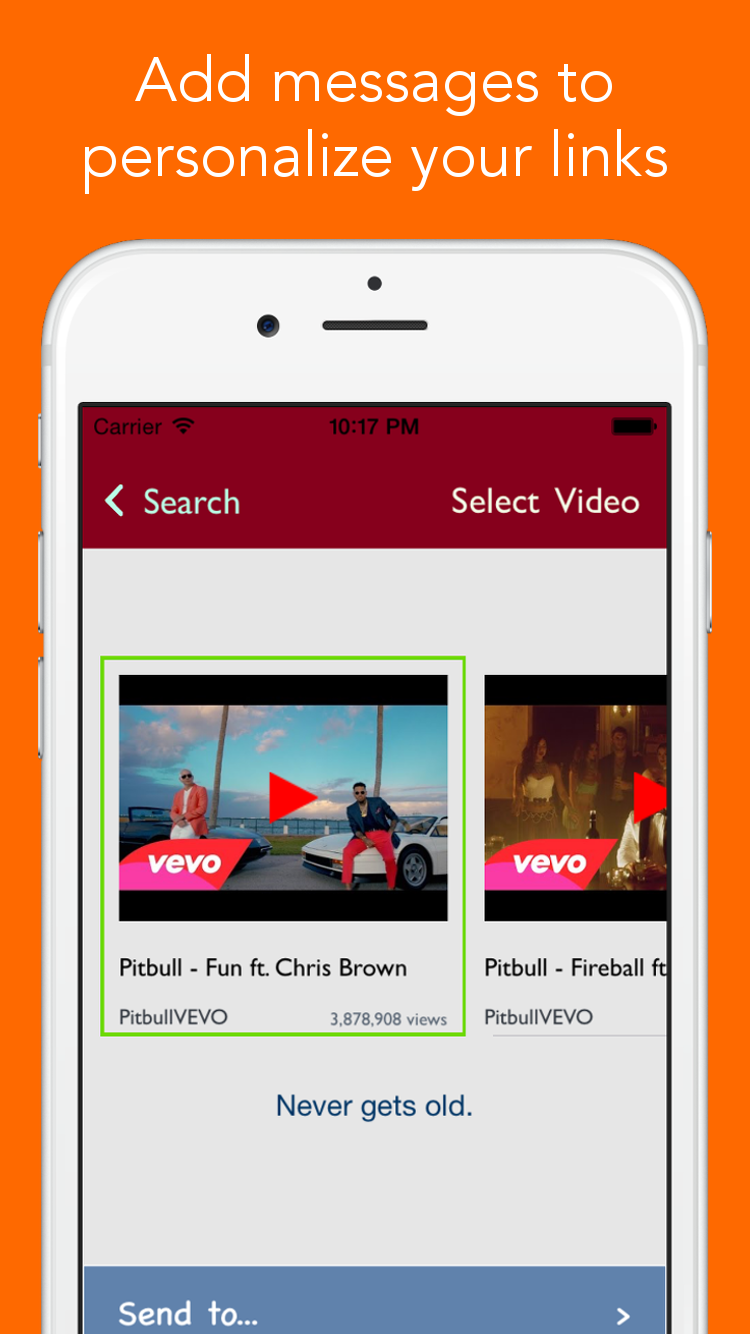 Add messages to
personalize your links
Carrier 10:17 PM
Search Select Video
vevo vevo
Pitbull - Fun ft. Chris Brown Pitbull - Fireball ft
PitbullVEVO 3,878,908 views PitbullVEVO
Never gets old.
Send to... >